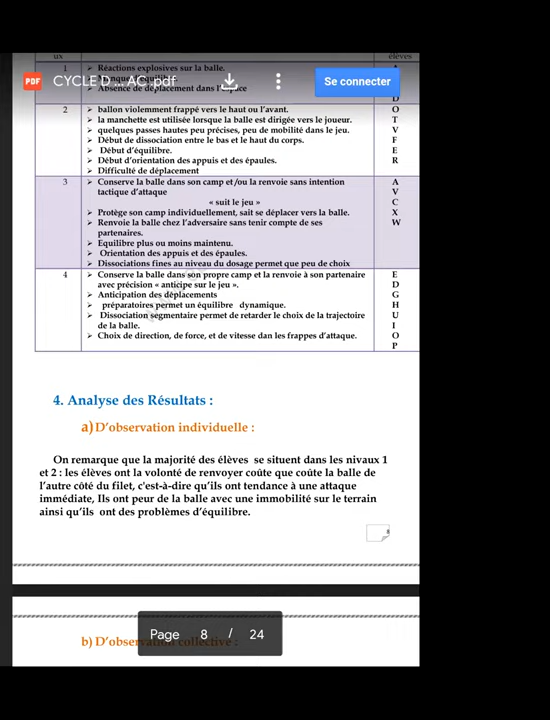 ux élèves
1 ➢ Réactions explosives sur la balle.
PDF CYCLE D... AC).pdf Se connecter
➢ Absence de déplacement dans l'espace
D
2 ➢ ballon violemment frappé vers le haut ou l'avant. O
➢ la manchette est utilisée lorsque la balle est dirigée vers le joueur. T
➢ quelques passes hautes peu précises, peu de mobilité dans le jeu. V
➢ Début de dissociation entre le bas et le haut du corps. F
➢ Début d'équilibre. E
➢ Début d'orientation des appuis et des épaules. R
➢ Difficulté de déplacement
3 ➢ Conserve la balle dans son camp et /ou la renvoie sans intention A
tactique d'attaque V
« suit le jeu » C
➢ Protège son camp individuellement, sait se déplacer vers la balle. X
➢ Renvoie la balle chez l'adversaire sans tenir compte de ses W
partenaires.
➢ Equilibre plus ou moins maintenu.
➢ Orientation des appuis et des épaules.
➢ Dissociations fines au niveau du dosage permet que peu de choix
4 ➢ Conserve la balle dans son propre camp et la renvoie à son partenaire E
avec précision « anticipe sur le jeu ». D
➢ Anticipation des déplacements G
➢ préparatoires permet un équilibre dynamique. H
➢ Dissociation segmentaire permet de retarder le choix de la trajectoire U
de la balle. I
➢ Choix de direction, de force, et de vitesse dan les frappes d'attaque. O
P
4. Analyse des Résultats :
a) D'observation individuelle :
On remarque que la majorité des élèves se situent dans les nivaux 1
et 2 : les élèves ont la volonté de renvoyer coûte que coûte la balle de
l'autre côté du filet, c'est-à-dire qu'ils ont tendance à une attaque
immédiate, Ils ont peur de la balle avec une immobilité sur le terrain
ainsi qu'ils ont des problèmes d'équilibre.
8
Page 8 / 24
b) D'observation collective :